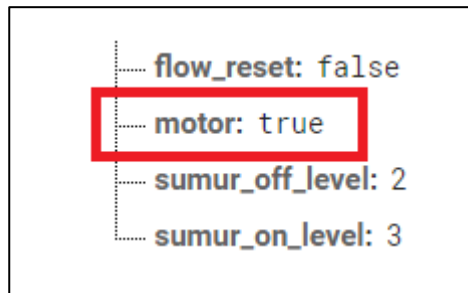 flow_reset: false
motor: true
sumur_off_level: 2
sumur_on_level: 3